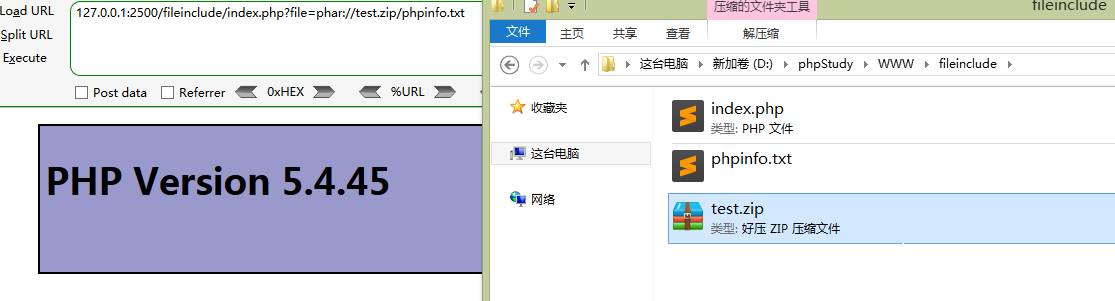 Load URL
127.0.0.1:2500/fileinclude/index.php?file=phar://test.zip/phpinfo.txt
Split URL
Execute
Post data Referrer 0xHEX %URL
PHP Version 5.4.45
压缩的文件夹工具 fileinclude
文件 主页 共享 查看 解压缩
这台电脑 新加卷 (D:) phpStudy WWW fileinclude
收藏夹
这台电脑
网络
index.php
类型: PHP 文件
phpinfo.txt
test.zip
类型: 好压 ZIP 压缩文件